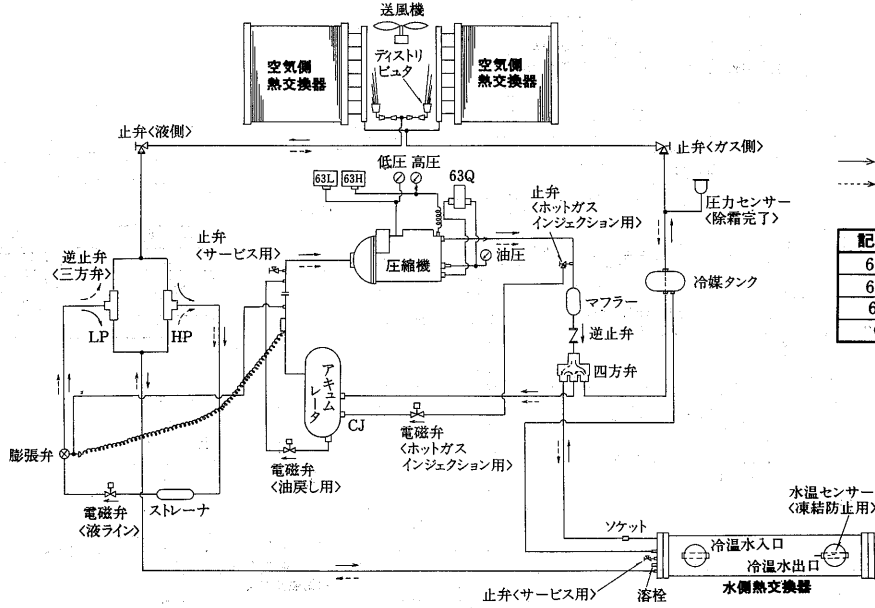 送風機
ディストリ
ビュタ
空気側
熱交換器
空気側
熱交換器
止弁<液側>
止弁<ガス側>
低圧 高圧
63L
63H
63Q
圧力センサー
<除霜完了>
止弁
<ホットガス
インジェクション用>
止弁
<サービス用>
逆止弁
<三方弁>
圧縮機
油圧
冷媒タンク
マフラー
LP
HP
逆止弁
四方弁
アキュム
レータ
CJ
電磁弁
<ホットガス
インジェクション用>
膨張弁
電磁弁
<油戻し用>
電磁弁
<液ライン>
ストレーナ
水温センサー
<凍結防止用>
ソケット
冷温水入口
冷温水出口
水側熱交換器
止弁<サービス用>
溶栓
記
6
6
6